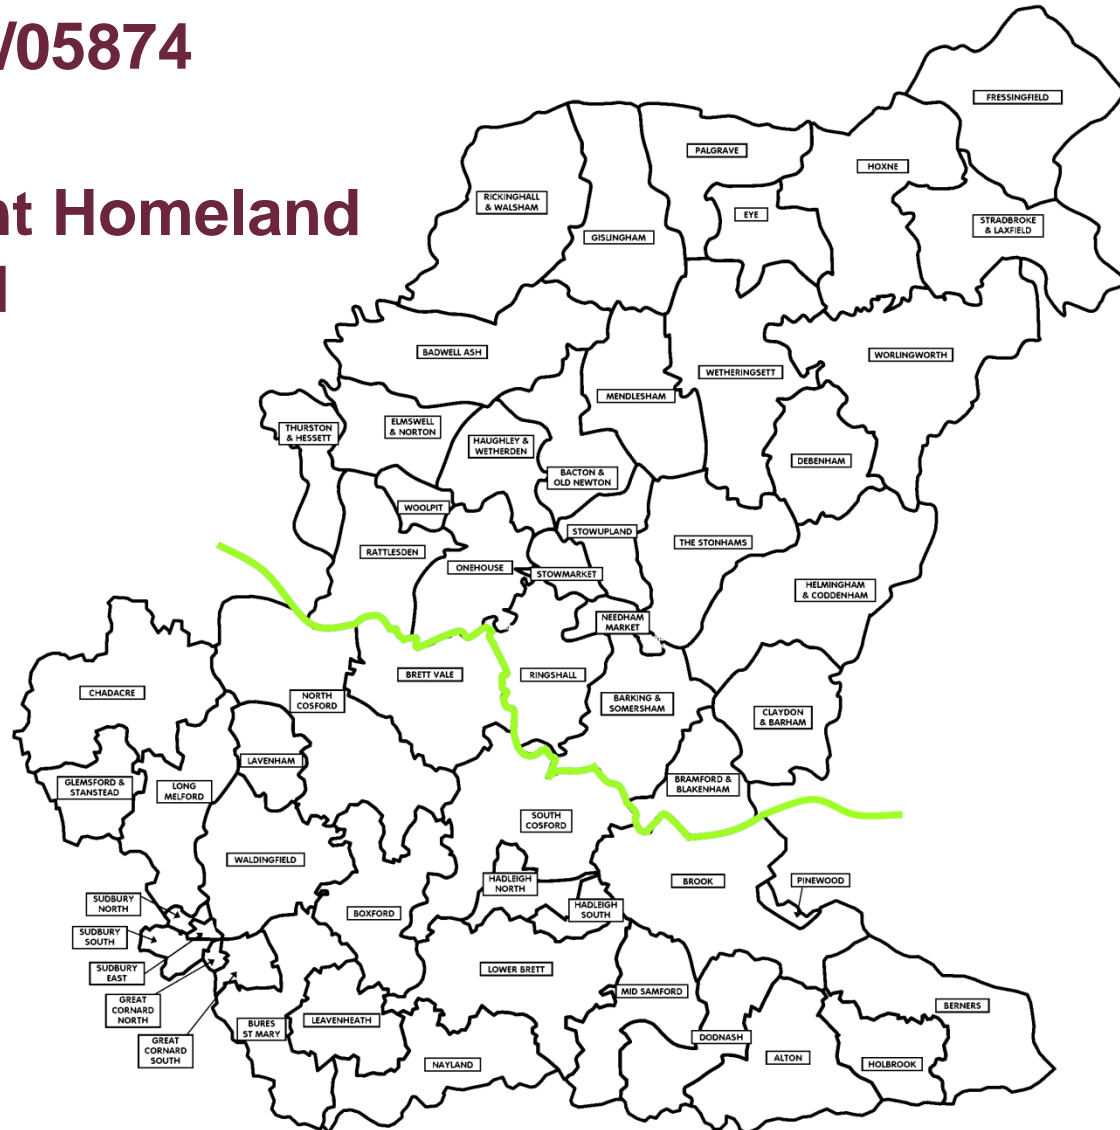 /05874
nt Homeland
FRESSINGFIELD
PALGRAVE
HOXNE
RICKINGHALL
& WALSHAM
EYE
STRADBROKE
& LAXFIELD
GISLINGHAM
BADWELL ASH
WORLINGWORTH
WETHERINGSETT
MENDLESHAM
THURSTON
& HESSETT
ELMSWELL
& NORTON
HAUGHLEY &
WETHERDEN
DEBENHAM
BACTON &
OLD NEWTON
WOOLPIT
STOWUPLAND
THE STONHAMS
RATTLESDEN
ONEHOUSE
STOWMARKET
HELMINGHAM
& CODDENHAM
NEEDHAM
MARKET
BRETT VALE
RINGSHALL
CHADACRE
NORTH
COSFORD
BARKING &
SOMERSHAM
CLAYDON
& BARHAM
LAVENHAM
GLEMSFORD &
STANSTEAD
LONG
MELFORD
BRAMFORD &
BLAKENHAM
SOUTH
COSFORD
WALDINGFIELD
HADLEIGH
NORTH
BROOK
PINEWOOD
SUDBURY
NORTH
BOXFORD
HADLEIGH
SOUTH
SUDBURY
SOUTH
SUDBURY
EAST
LOWER BRETT
MID SAMFORD
GREAT
CORNARD
NORTH
BERNERS
BURES
ST MARY
LEAVENHEATH
GREAT
CORNARD
SOUTH
DODNASH
NAYLAND
ALTON
HOLBROOK